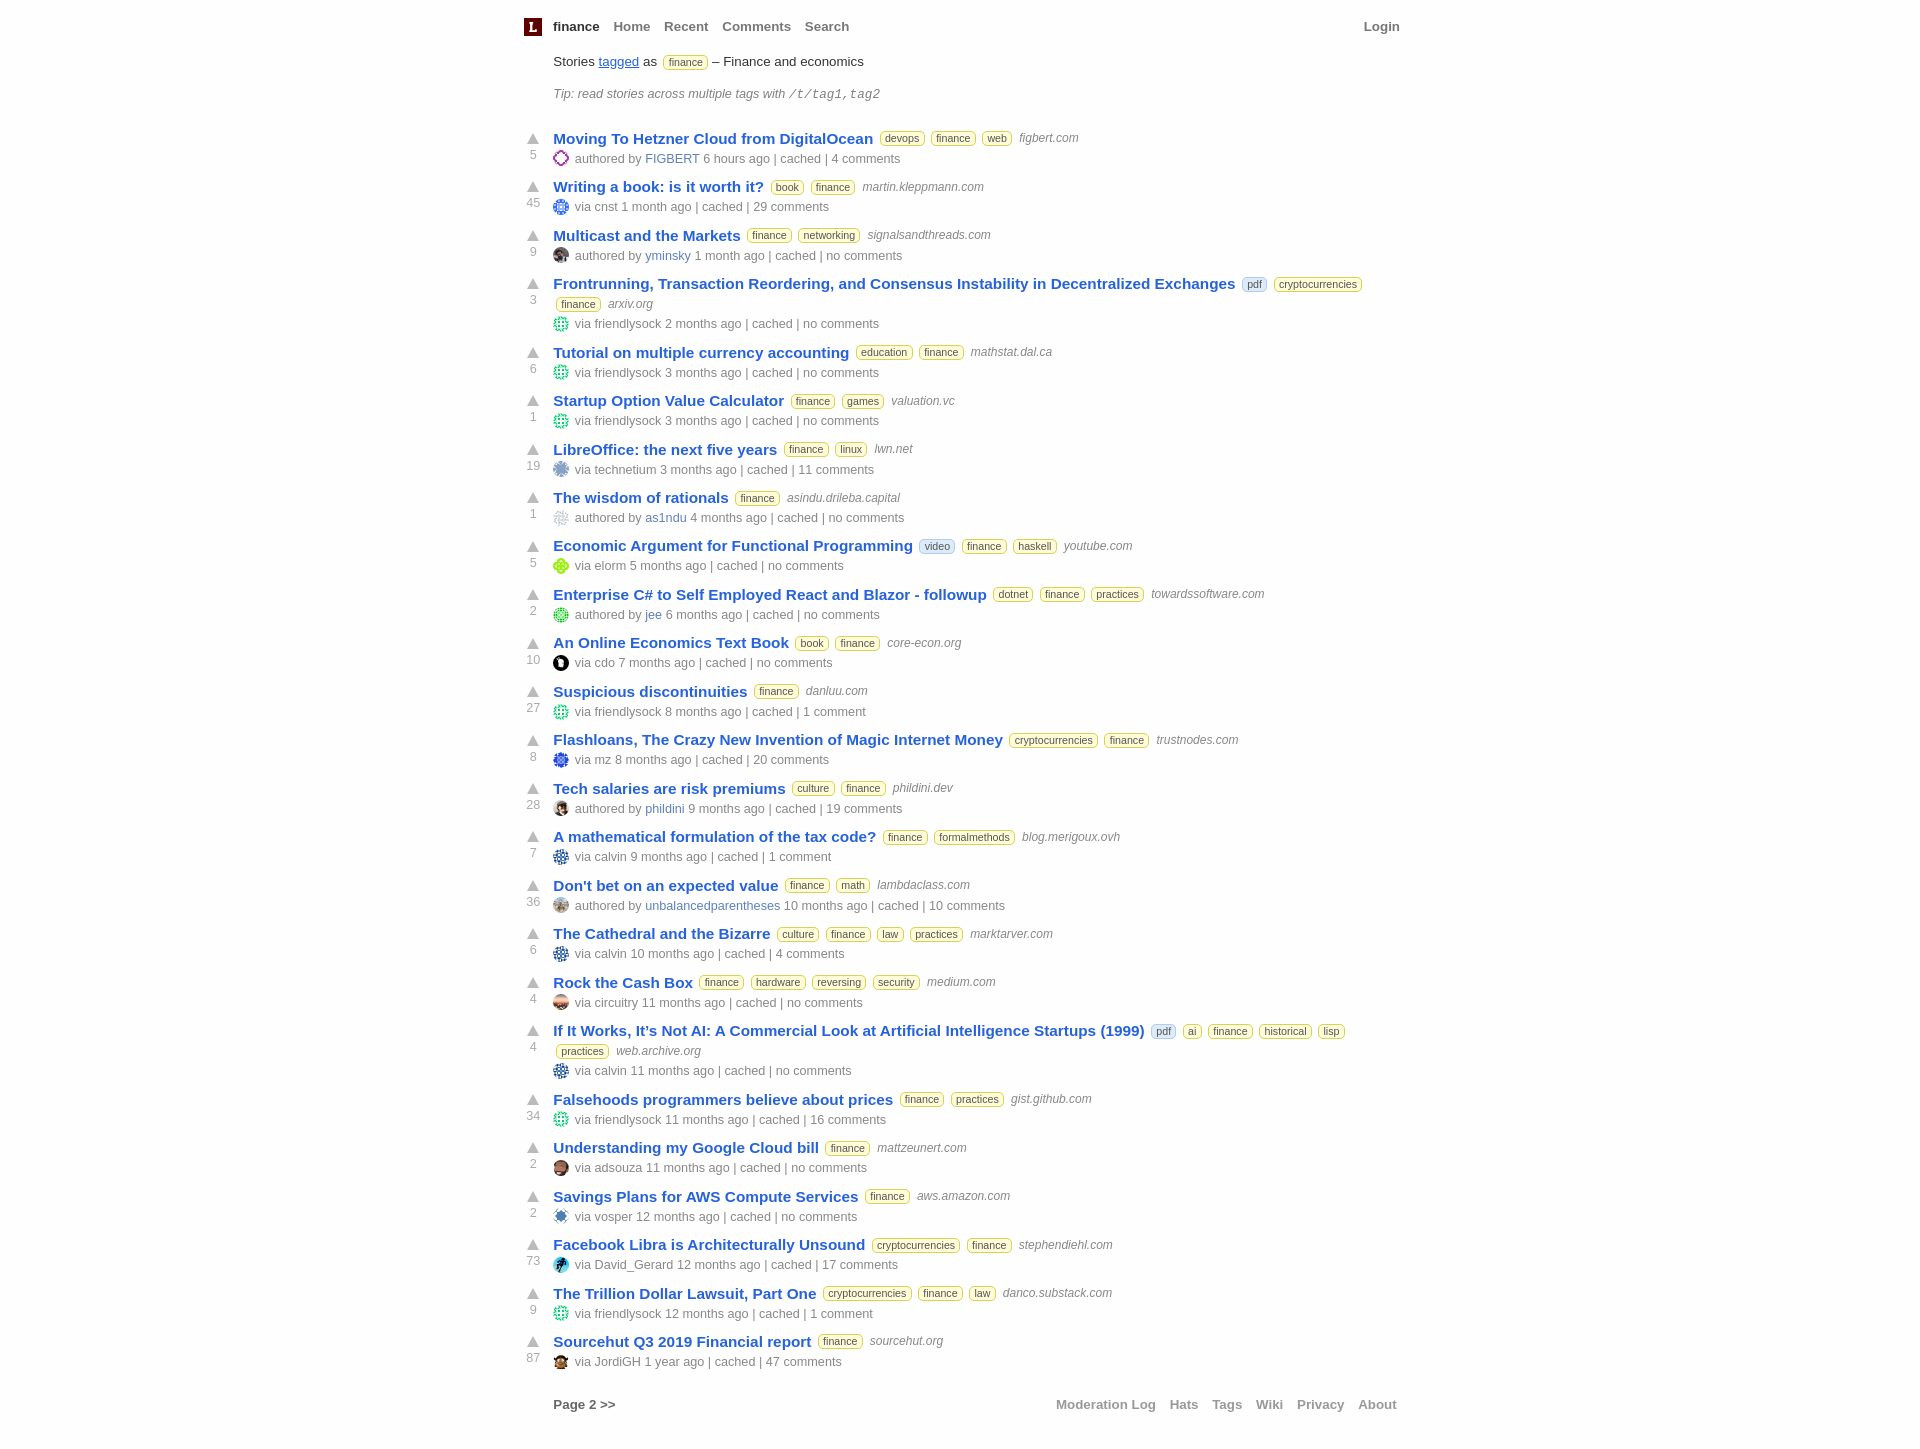 L finance Home Recent Comments Search Login
Stories tagged as finance – Finance and economics
Tip: read stories across multiple tags with /t/tag1,tag2
Moving To Hetzner Cloud from DigitalOcean devops finance web figbert.com
5 authored by FIGBERT 6 hours ago | cached | 4 comments
Writing a book: is it worth it? book finance martin.kleppmann.com
45 via cnst 1 month ago | cached | 29 comments
Multicast and the Markets finance networking signalsandthreads.com
9 authored by yminsky 1 month ago | cached | no comments
Frontrunning, Transaction Reordering, and Consensus Instability in Decentralized Exchanges pdf cryptocurrencies
3 finance arxiv.org
via friendlysock 2 months ago | cached | no comments
Tutorial on multiple currency accounting education finance mathstat.dal.ca
6 via friendlysock 3 months ago | cached | no comments
Startup Option Value Calculator finance games valuation.vc
1 via friendlysock 3 months ago | cached | no comments
LibreOffice: the next five years finance linux lwn.net
19 via technetium 3 months ago | cached | 11 comments
The wisdom of rationals finance asindu.drileba.capital
1 authored by as1ndu 4 months ago | cached | no comments
Economic Argument for Functional Programming video finance haskell youtube.com
5 via elorm 5 months ago | cached | no comments
Enterprise C# to Self Employed React and Blazor - followup dotnet finance practices towardssoftware.com
2 authored by jee 6 months ago | cached | no comments
An Online Economics Text Book book finance core-econ.org
10 via cdo 7 months ago | cached | no comments
Suspicious discontinuities finance danluu.com
27 via friendlysock 8 months ago | cached | 1 comment
Flashloans, The Crazy New Invention of Magic Internet Money cryptocurrencies finance trustnodes.com
8 via mz 8 months ago | cached | 20 comments
Tech salaries are risk premiums culture finance phildini.dev
28 authored by phildini 9 months ago | cached | 19 comments
A mathematical formulation of the tax code? finance formalmethods blog.merigoux.ovh
7 via calvin 9 months ago | cached | 1 comment
Don't bet on an expected value finance math lambdaclass.com
36 authored by unbalancedparentheses 10 months ago | cached | 10 comments
The Cathedral and the Bizarre culture finance law practices marktarver.com
6 via calvin 10 months ago | cached | 4 comments
Rock the Cash Box finance hardware reversing security medium.com
4 via circuitry 11 months ago | cached | no comments
If It Works, It’s Not AI: A Commercial Look at Artificial Intelligence Startups (1999) pdf ai finance historical lisp
4 practices web.archive.org
via calvin 11 months ago | cached | no comments
Falsehoods programmers believe about prices finance practices gist.github.com
34 via friendlysock 11 months ago | cached | 16 comments
Understanding my Google Cloud bill finance mattzeunert.com
2 via adsouza 11 months ago | cached | no comments
Savings Plans for AWS Compute Services finance aws.amazon.com
2 via vosper 12 months ago | cached | no comments
Facebook Libra is Architecturally Unsound cryptocurrencies finance stephendiehl.com
73 via David_Gerard 12 months ago | cached | 17 comments
The Trillion Dollar Lawsuit, Part One cryptocurrencies finance law danco.substack.com
9 via friendlysock 12 months ago | cached | 1 comment
Sourcehut Q3 2019 Financial report finance sourcehut.org
87 via JordiGH 1 year ago | cached | 47 comments
Page 2 >> Moderation Log Hats Tags Wiki Privacy About